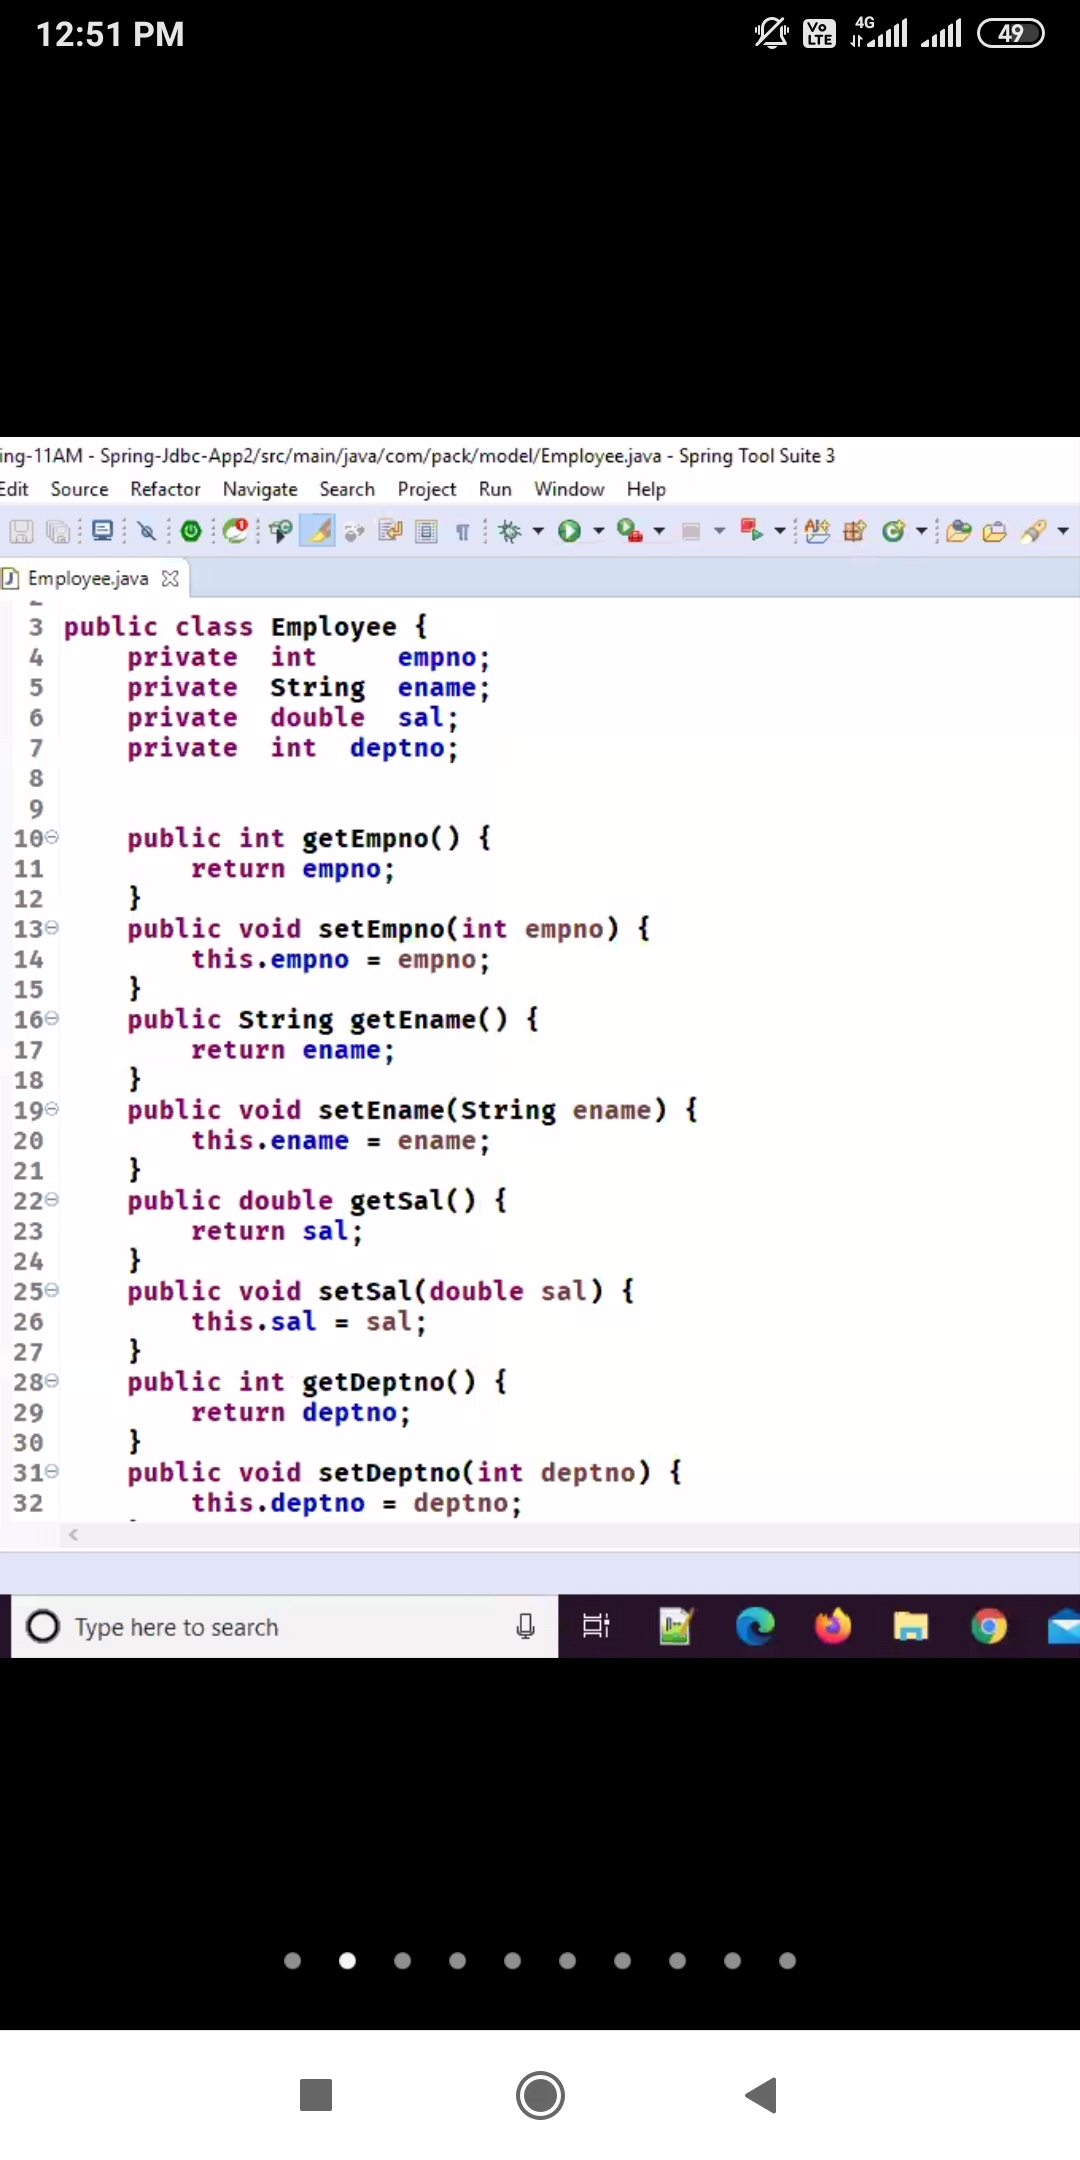 12:51 PM
Vo LTE 4G 49
ing-11AM - Spring-Jdbc-App2/src/main/java/com/pack/model/Employee.java - Spring Tool Suite 3
Edit Source Refactor Navigate Search Project Run Window Help
Employee.java
3 public class Employee {
4 private int empno;
5 private String ename;
6 private double sal;
7 private int deptno;
8
9
10 public int getEmpno() {
11 return empno;
12 }
13 public void setEmpno(int empno) {
14 this.empno = empno;
15 }
16 public String getEname() {
17 return ename;
18 }
19 public void setEname(String ename) {
20 this.ename = ename;
21 }
22 public double getSal() {
23 return sal;
24 }
25 public void setSal(double sal) {
26 this.sal = sal;
27 }
28 public int getDeptno() {
29 return deptno;
30 }
31 public void setDeptno(int deptno) {
32 this.deptno = deptno;
Type here to search